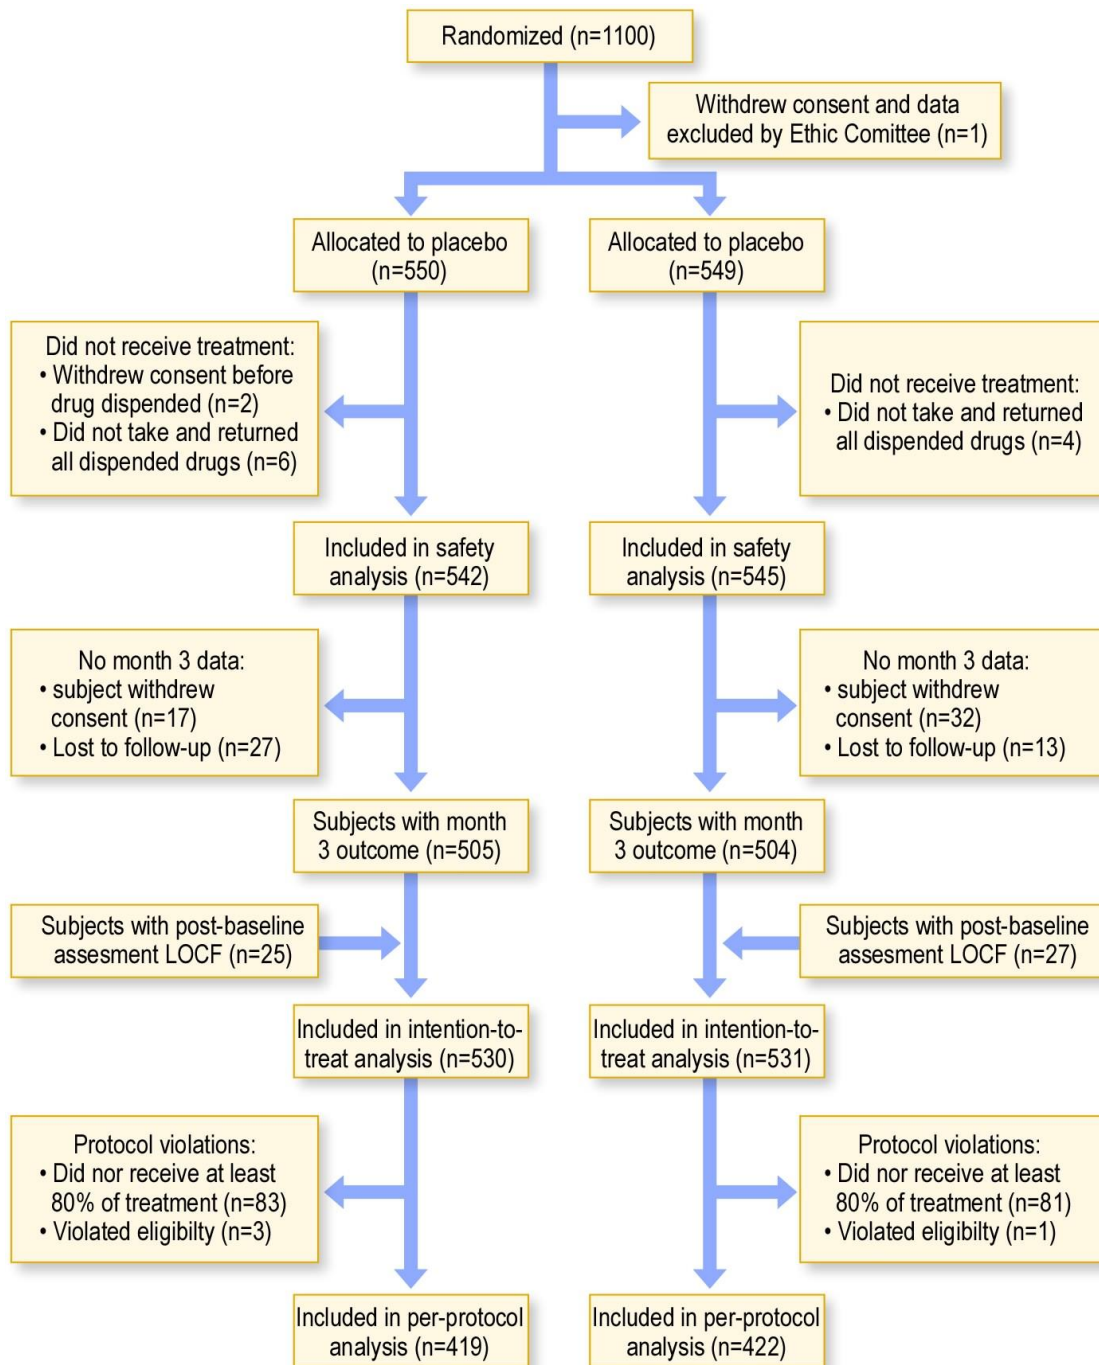 Randomized (n=1100)
Withdrew consent and data
excluded by Ethic Comittee (n=1)
Allocated to placebo
(n=550)
Allocated to placebo
(n=549)
Did not receive treatment:
• Withdrew consent before
drug dispended (n=2)
• Did not take and returned
all dispended drugs (n=6)
Did not receive treatment:
• Did not take and returned
all dispended drugs (n=4)
Included in safety
analysis (n=542)
Included in safety
analysis (n=545)
No month 3 data:
• subject withdrew
consent (n=17)
• Lost to follow-up (n=27)
No month 3 data:
• subject withdrew
consent (n=32)
• Lost to follow-up (n=13)
Subjects with month
3 outcome (n=505)
Subjects with month
3 outcome (n=504)
Subjects with post-baseline
assesment LOCF (n=25)
Subjects with post-baseline
assesment LOCF (n=27)
Included in intention-to-
treat analysis (n=530)
Included in intention-to-
treat analysis (n=531)
Protocol violations:
• Did nor receive at least
80% of treatment (n=83)
• Violated eligibilty (n=3)
Protocol violations:
• Did nor receive at least
80% of treatment (n=81)
• Violated eligibilty (n=1)
Included in per-protocol
analysis (n=419)
Included in per-protocol
analysis (n=422)